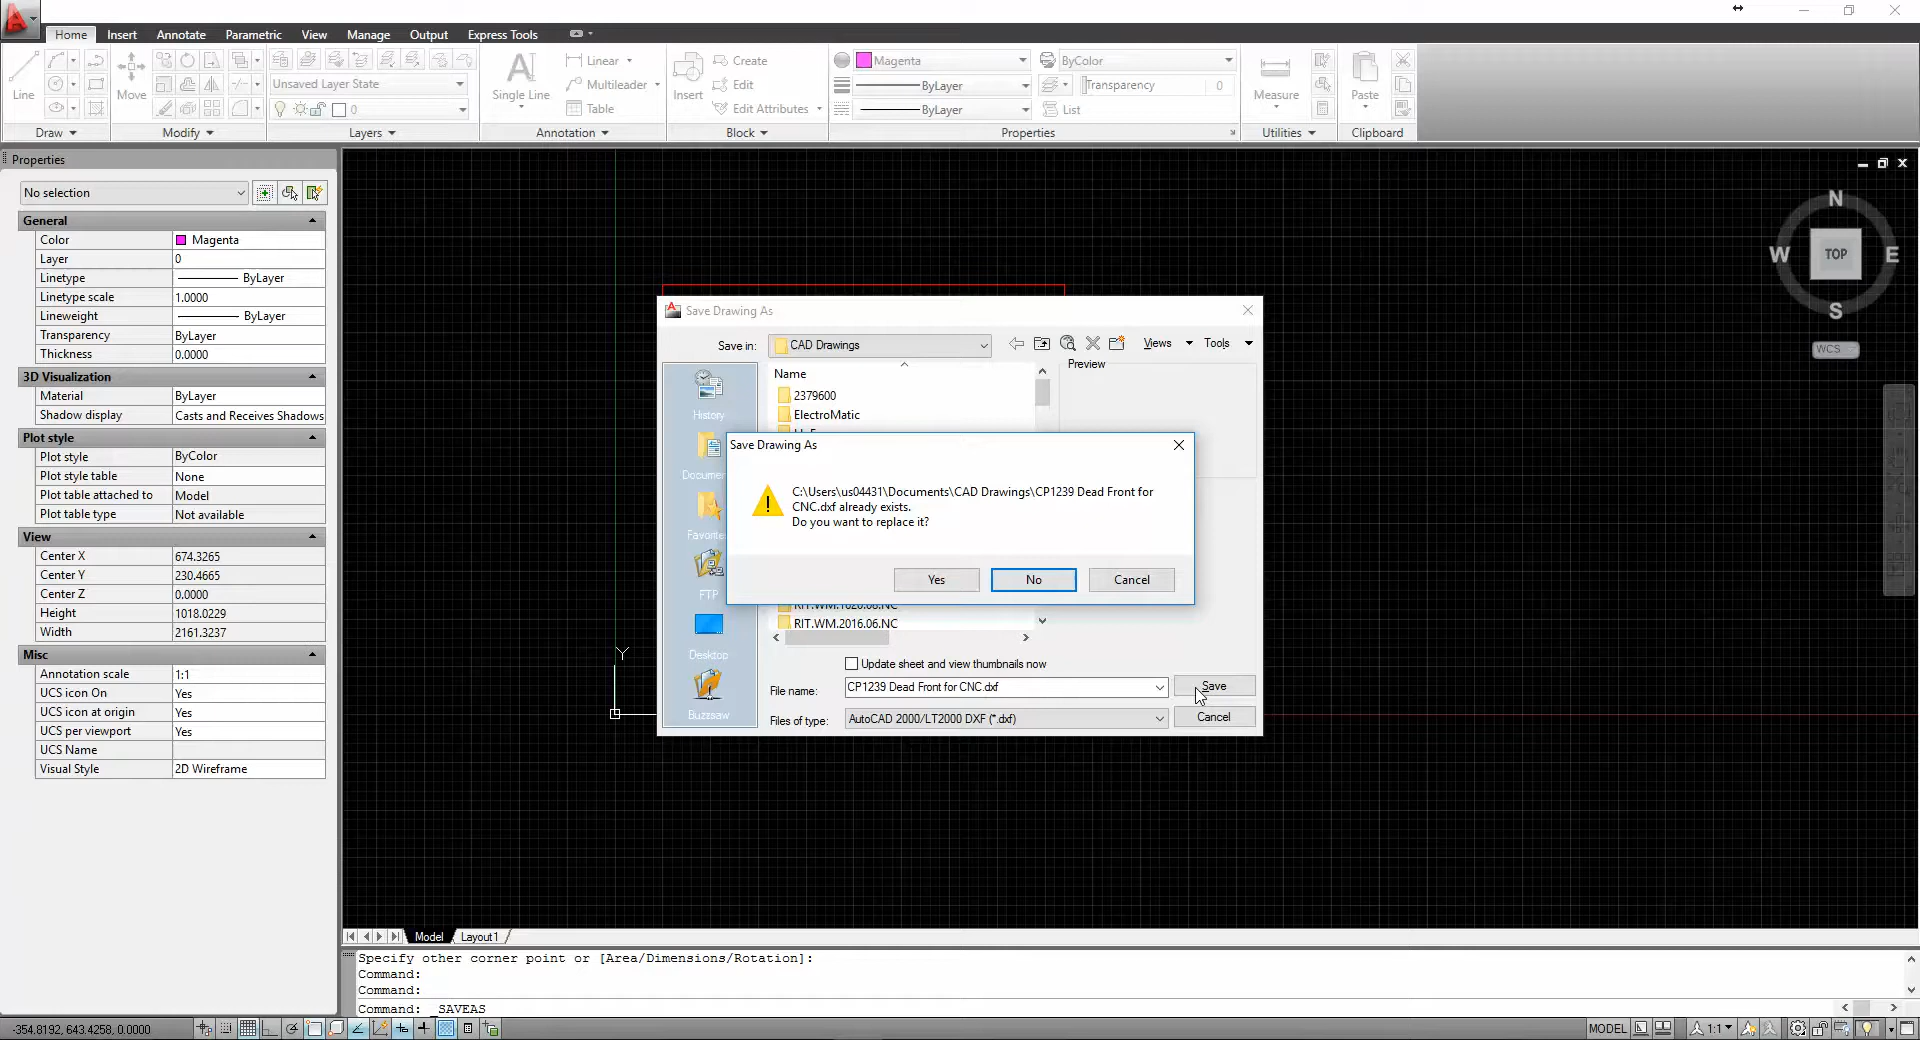 Home Insert Annotate Parametric View Manage Output Express Tools
Line Move Unsaved Layer State Single Line Linear Insert Create Magenta ByColor Measure Paste
Multileader Edit ByLayer Transparency 0
0 Table Edit Attributes ByLayer List
Draw Modify Layers Annotation Block Properties Utilities Clipboard
Properties
No selection
General
Color Magenta
Layer 0
Linetype ByLayer
Linetype scale 1.0000
Lineweight ByLayer
Transparency ByLayer
Thickness 0.0000
3D Visualization
Material ByLayer
Shadow display Casts and Receives Shadows
Plot style
Plot style ByColor
Plot style table None
Plot table attached to Model
Plot table type Not available
View
Center X 674.3265
Center Y 230.4665
Center Z 0.0000
Height 1018.0229
Width 2161.3237
Misc
Annotation scale 1:1
UCS icon On Yes
UCS icon at origin Yes
UCS per viewport Yes
UCS Name
Visual Style 2D Wireframe
N
W TOP E
S
WCS
Y
Save Drawing As
Save in: CAD Drawings Views Tools
Name
Preview
2379600
ElectroMatic
History
Favorite
FTP
Desktop
Buzzsaw
Save Drawing As
C:\Users\us04431\Documents\CAD Drawings\CP1239 Dead Front for
CNC.dxf already exists.
Do you want to replace it?
Yes No Cancel
RIT.WM.2016.06.NC
Update sheet and view thumbnails now
File name: CP1239 Dead Front for CNC.dxf Save
Files of type: AutoCAD 2000/LT2000 DXF (*.dxf) Cancel
Model Layout1
Specify other corner point or [Area/Dimensions/Rotation]:
Command:
Command:
Command: _SAVEAS
-354.8192, 643.4258, 0.0000 MODEL 1:1